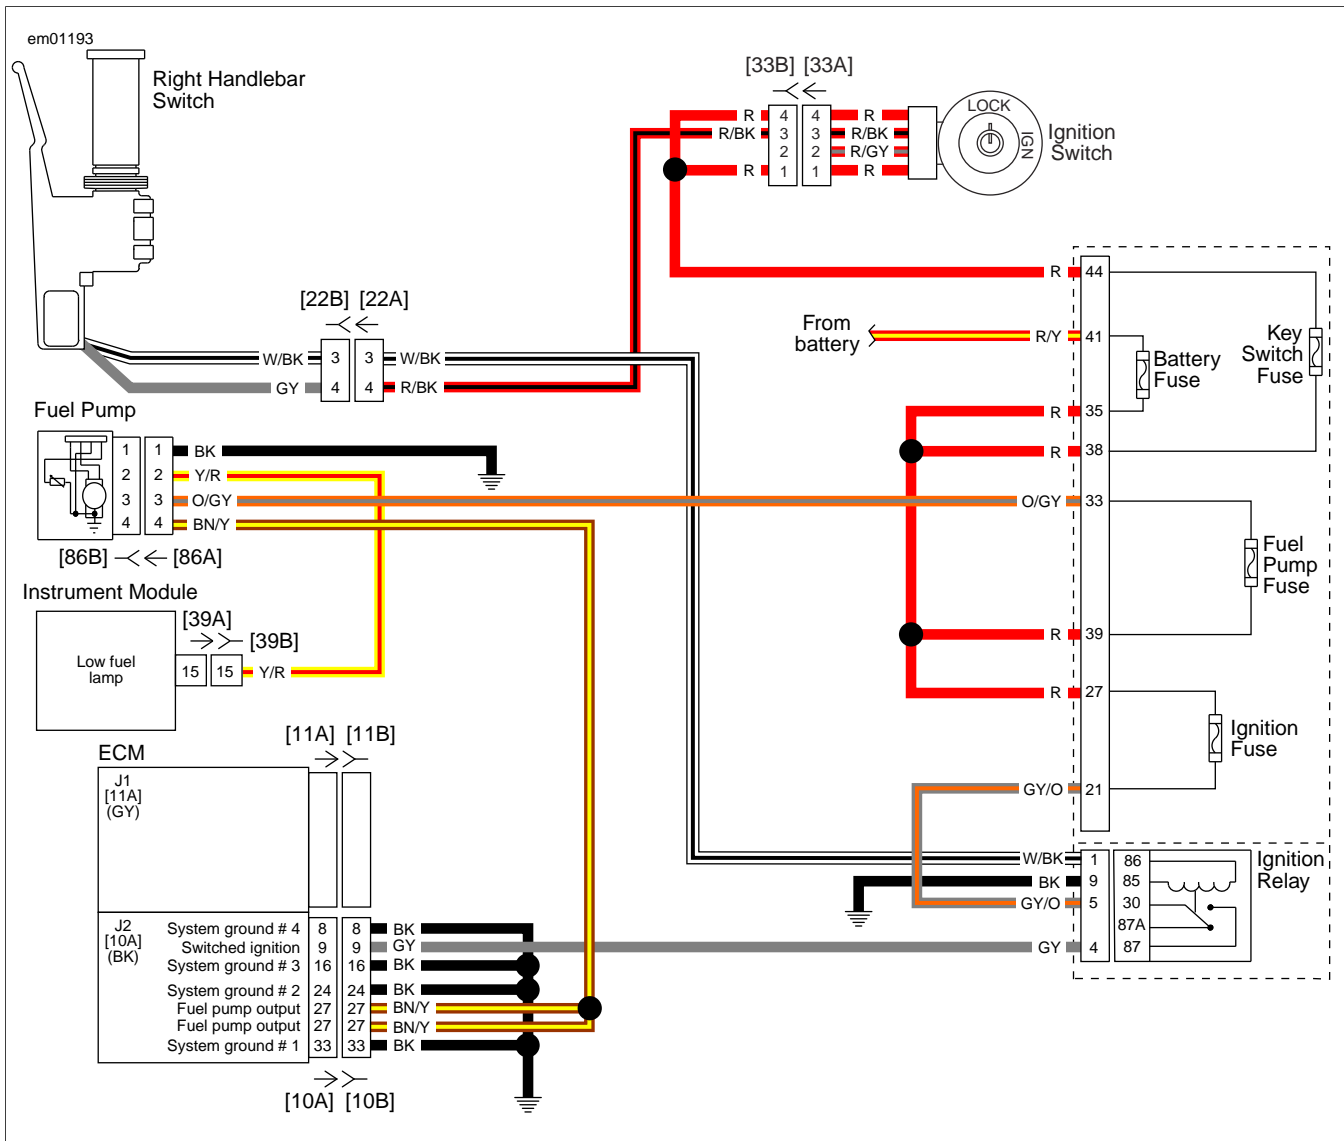 em01193
Right Handlebar
Switch
[33B] [33A]
R 4 4 R
R/BK 3 3 R/BK
2 2 R/GY
R 1 1 R
LOCK
IGN
Ignition
Switch
[22B] [22A]
W/BK 3 3 W/BK
GY 4 4 R/BK
R 44
From
battery
R/Y 41
Key
Switch
Fuse
Battery
Fuse
R 35
R 38
Fuel Pump
1 1 BK
2 2 Y/R
3 3 O/GY
4 4 BN/Y
[86B] [86A]
O/GY 33
Fuel
Pump
Fuse
R 39
Instrument Module
[39A]
[39B]
Low fuel
lamp
15 15 Y/R
R 27
Ignition
Fuse
GY/O 21
[11A] [11B]
ECM
J1
[11A]
(GY)
W/BK 1 86
BK 9 85
GY/O 5 30
87A
GY 4 87
Ignition
Relay
J2
[10A]
(BK)
System ground # 4 8 8 BK
Switched ignition 9 9 GY
System ground # 3 16 16 BK
System ground # 2 24 24 BK
Fuel pump output 27 27 BN/Y
Fuel pump output 27 27 BN/Y
System ground # 1 33 33 BK
[10A] [10B]